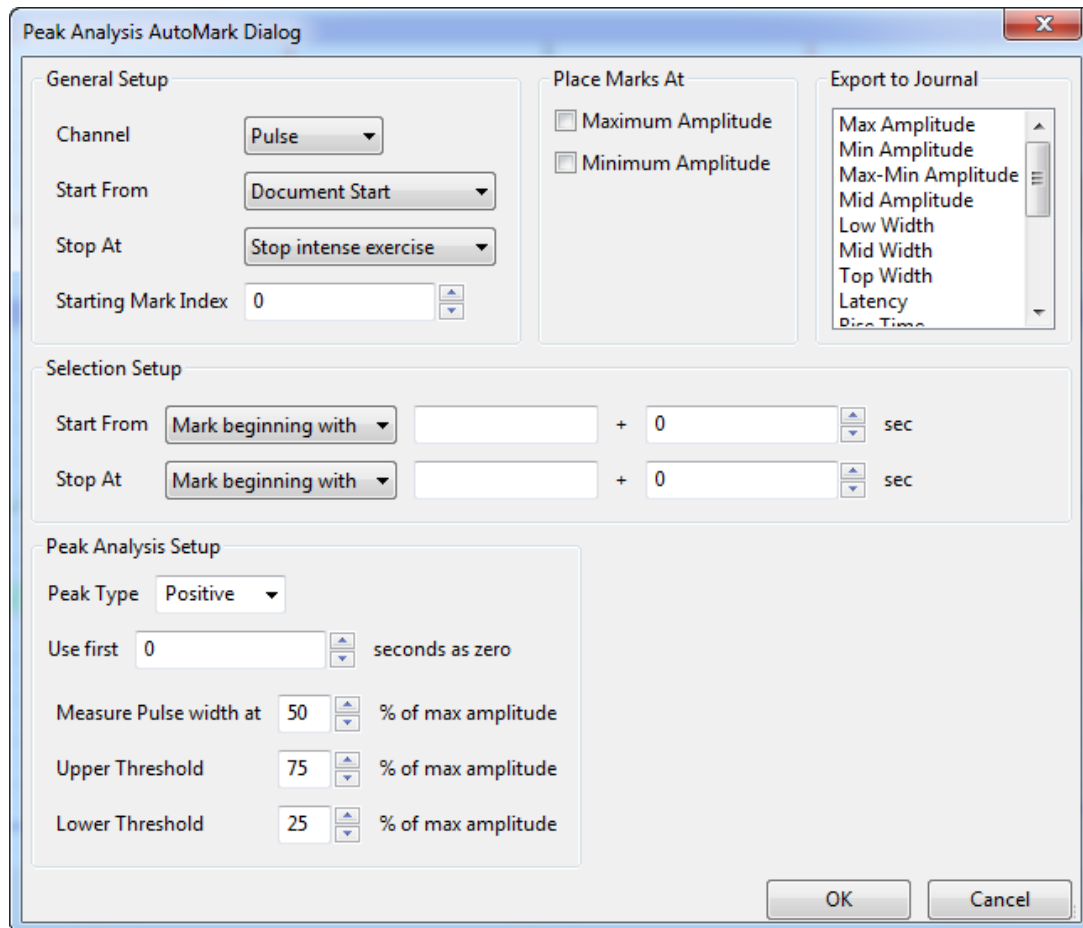 Peak Analysis AutoMark Dialog
General Setup
Channel Pulse
Start From Document Start
Stop At Stop intense exercise
Starting Mark Index 0
Place Marks At
Maximum Amplitude
Minimum Amplitude
Export to Journal
Max Amplitude
Min Amplitude
Max-Min Amplitude
Mid Amplitude
Low Width
Mid Width
Top Width
Latency
Rise Time
Selection Setup
Start From Mark beginning with + 0 sec
Stop At Mark beginning with + 0 sec
Peak Analysis Setup
Peak Type Positive
Use first 0 seconds as zero
Measure Pulse width at 50 % of max amplitude
Upper Threshold 75 % of max amplitude
Lower Threshold 25 % of max amplitude
OK Cancel